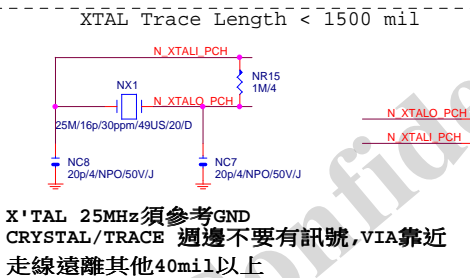 XTAL Trace Length < 1500 mil
N_XTALI_PCH
NX1
NR15
1M/4
N_XTALO_PCH
N_XTALO_PCH
25M/16p/30ppm/49US/20/D
N_XTALI_PCH
NC8
20p/4/NPO/50V/J
NC7
20p/4/NPO/50V/J
X'TAL 25MHz須參考GND
CRYSTAL/TRACE 週邊不要有訊號,VIA靠近
走線遠離其他40mil以上